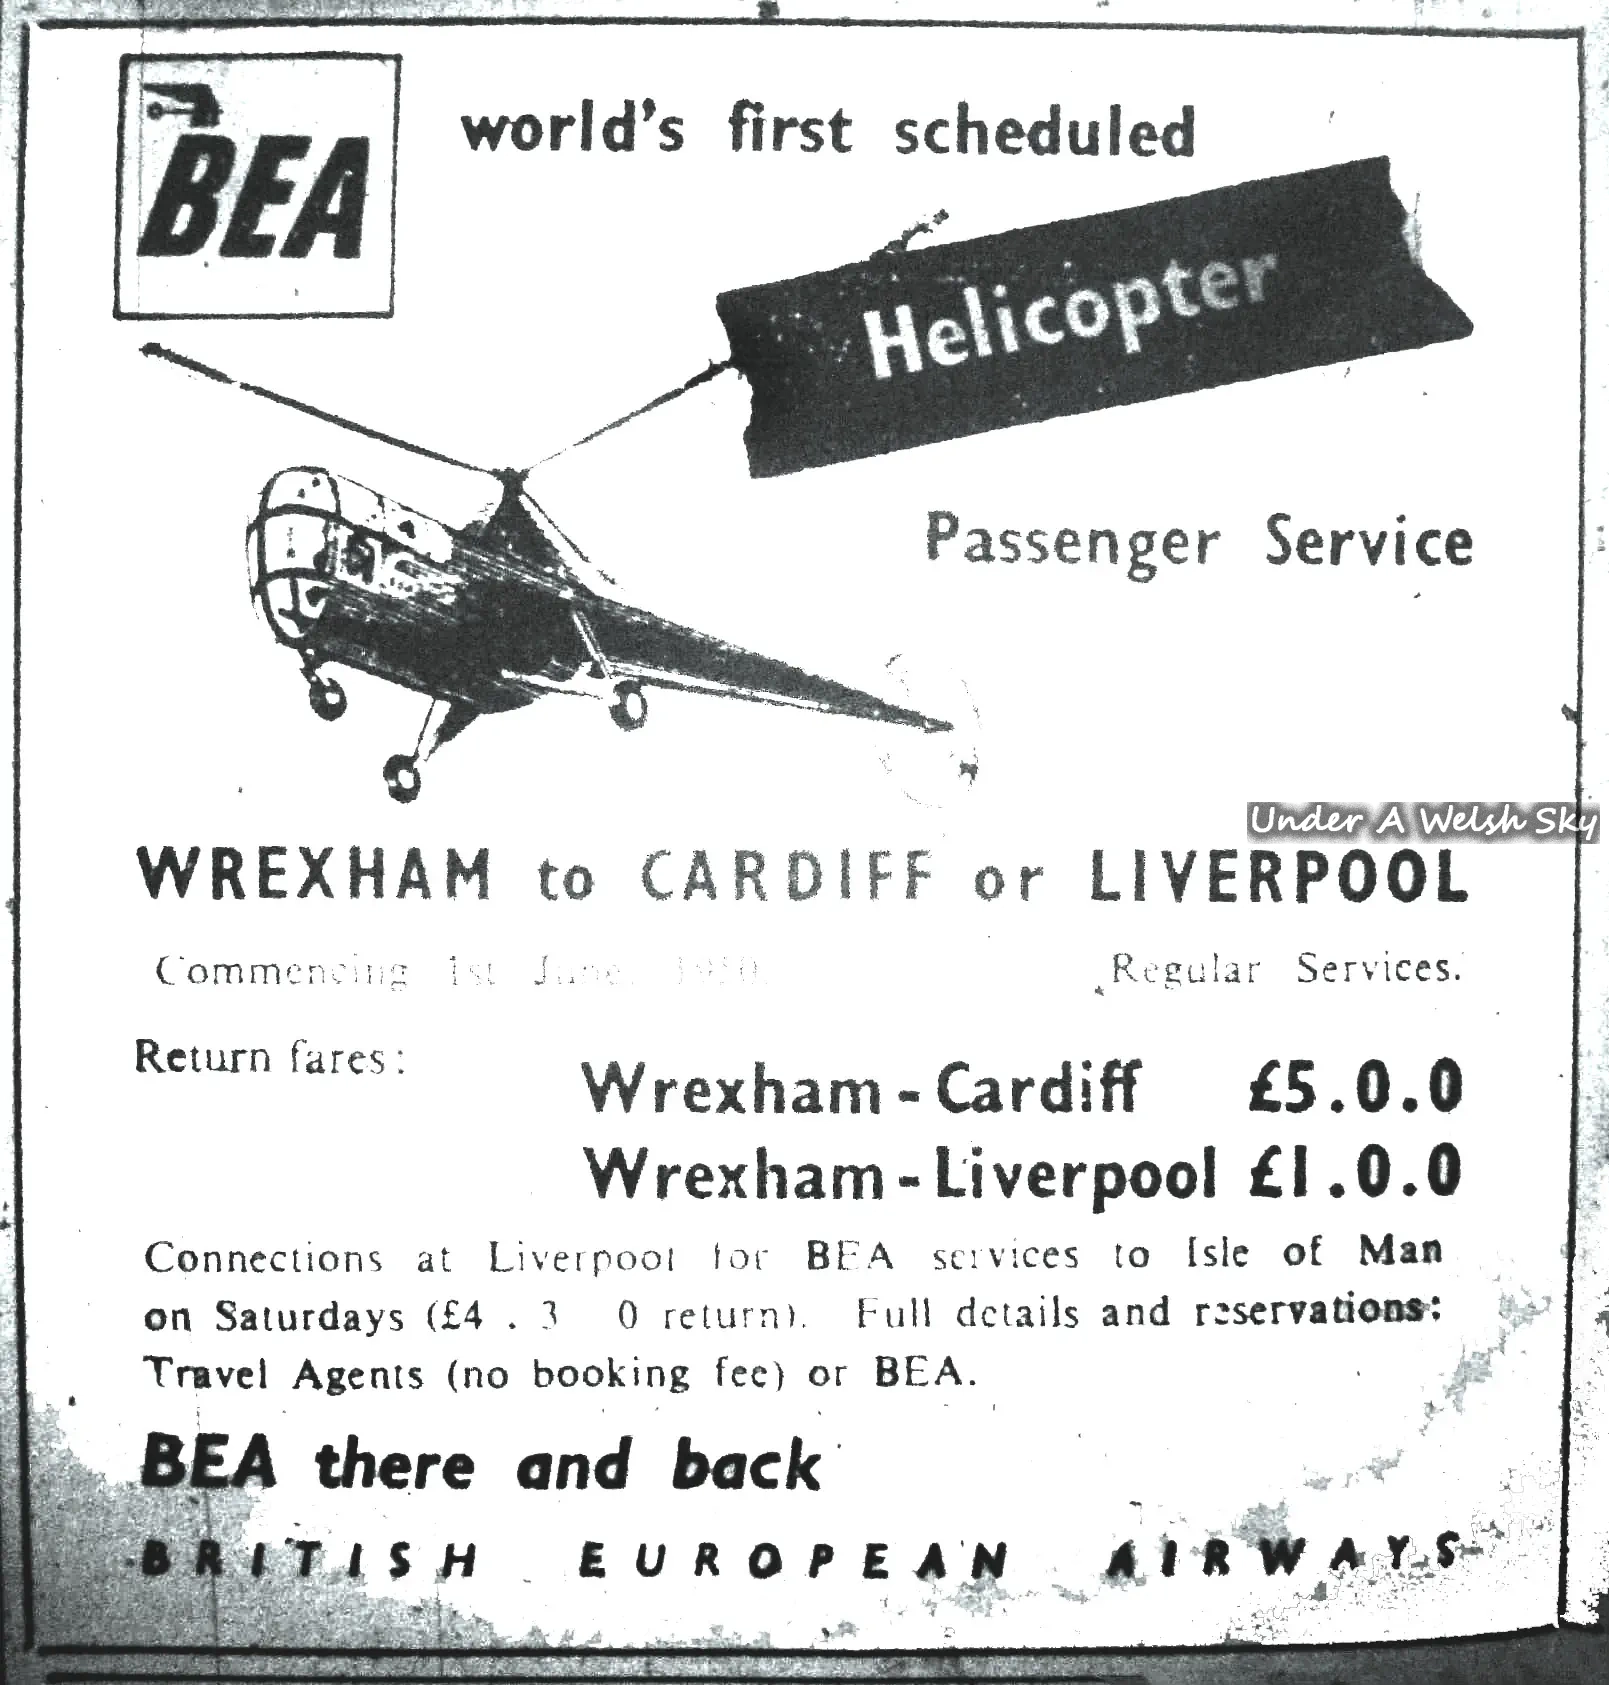 BEA
world's first scheduled
Helicopter
Passenger Service
Under A Welsh Sky
WREXHAM to CARDIFF or LIVERPOOL
Commencing 1st June, 1950. Regular Services.
Return fares:
Wrexham - Cardiff £5.0.0
Wrexham - Liverpool £1.0.0
Connections at Liverpool for BEA services to Isle of Man
on Saturdays (£4 . 3 0 return). Full details and reservations:
Travel Agents (no booking fee) or BEA.
BEA there and back
BRITISH EUROPEAN AIRWAYS